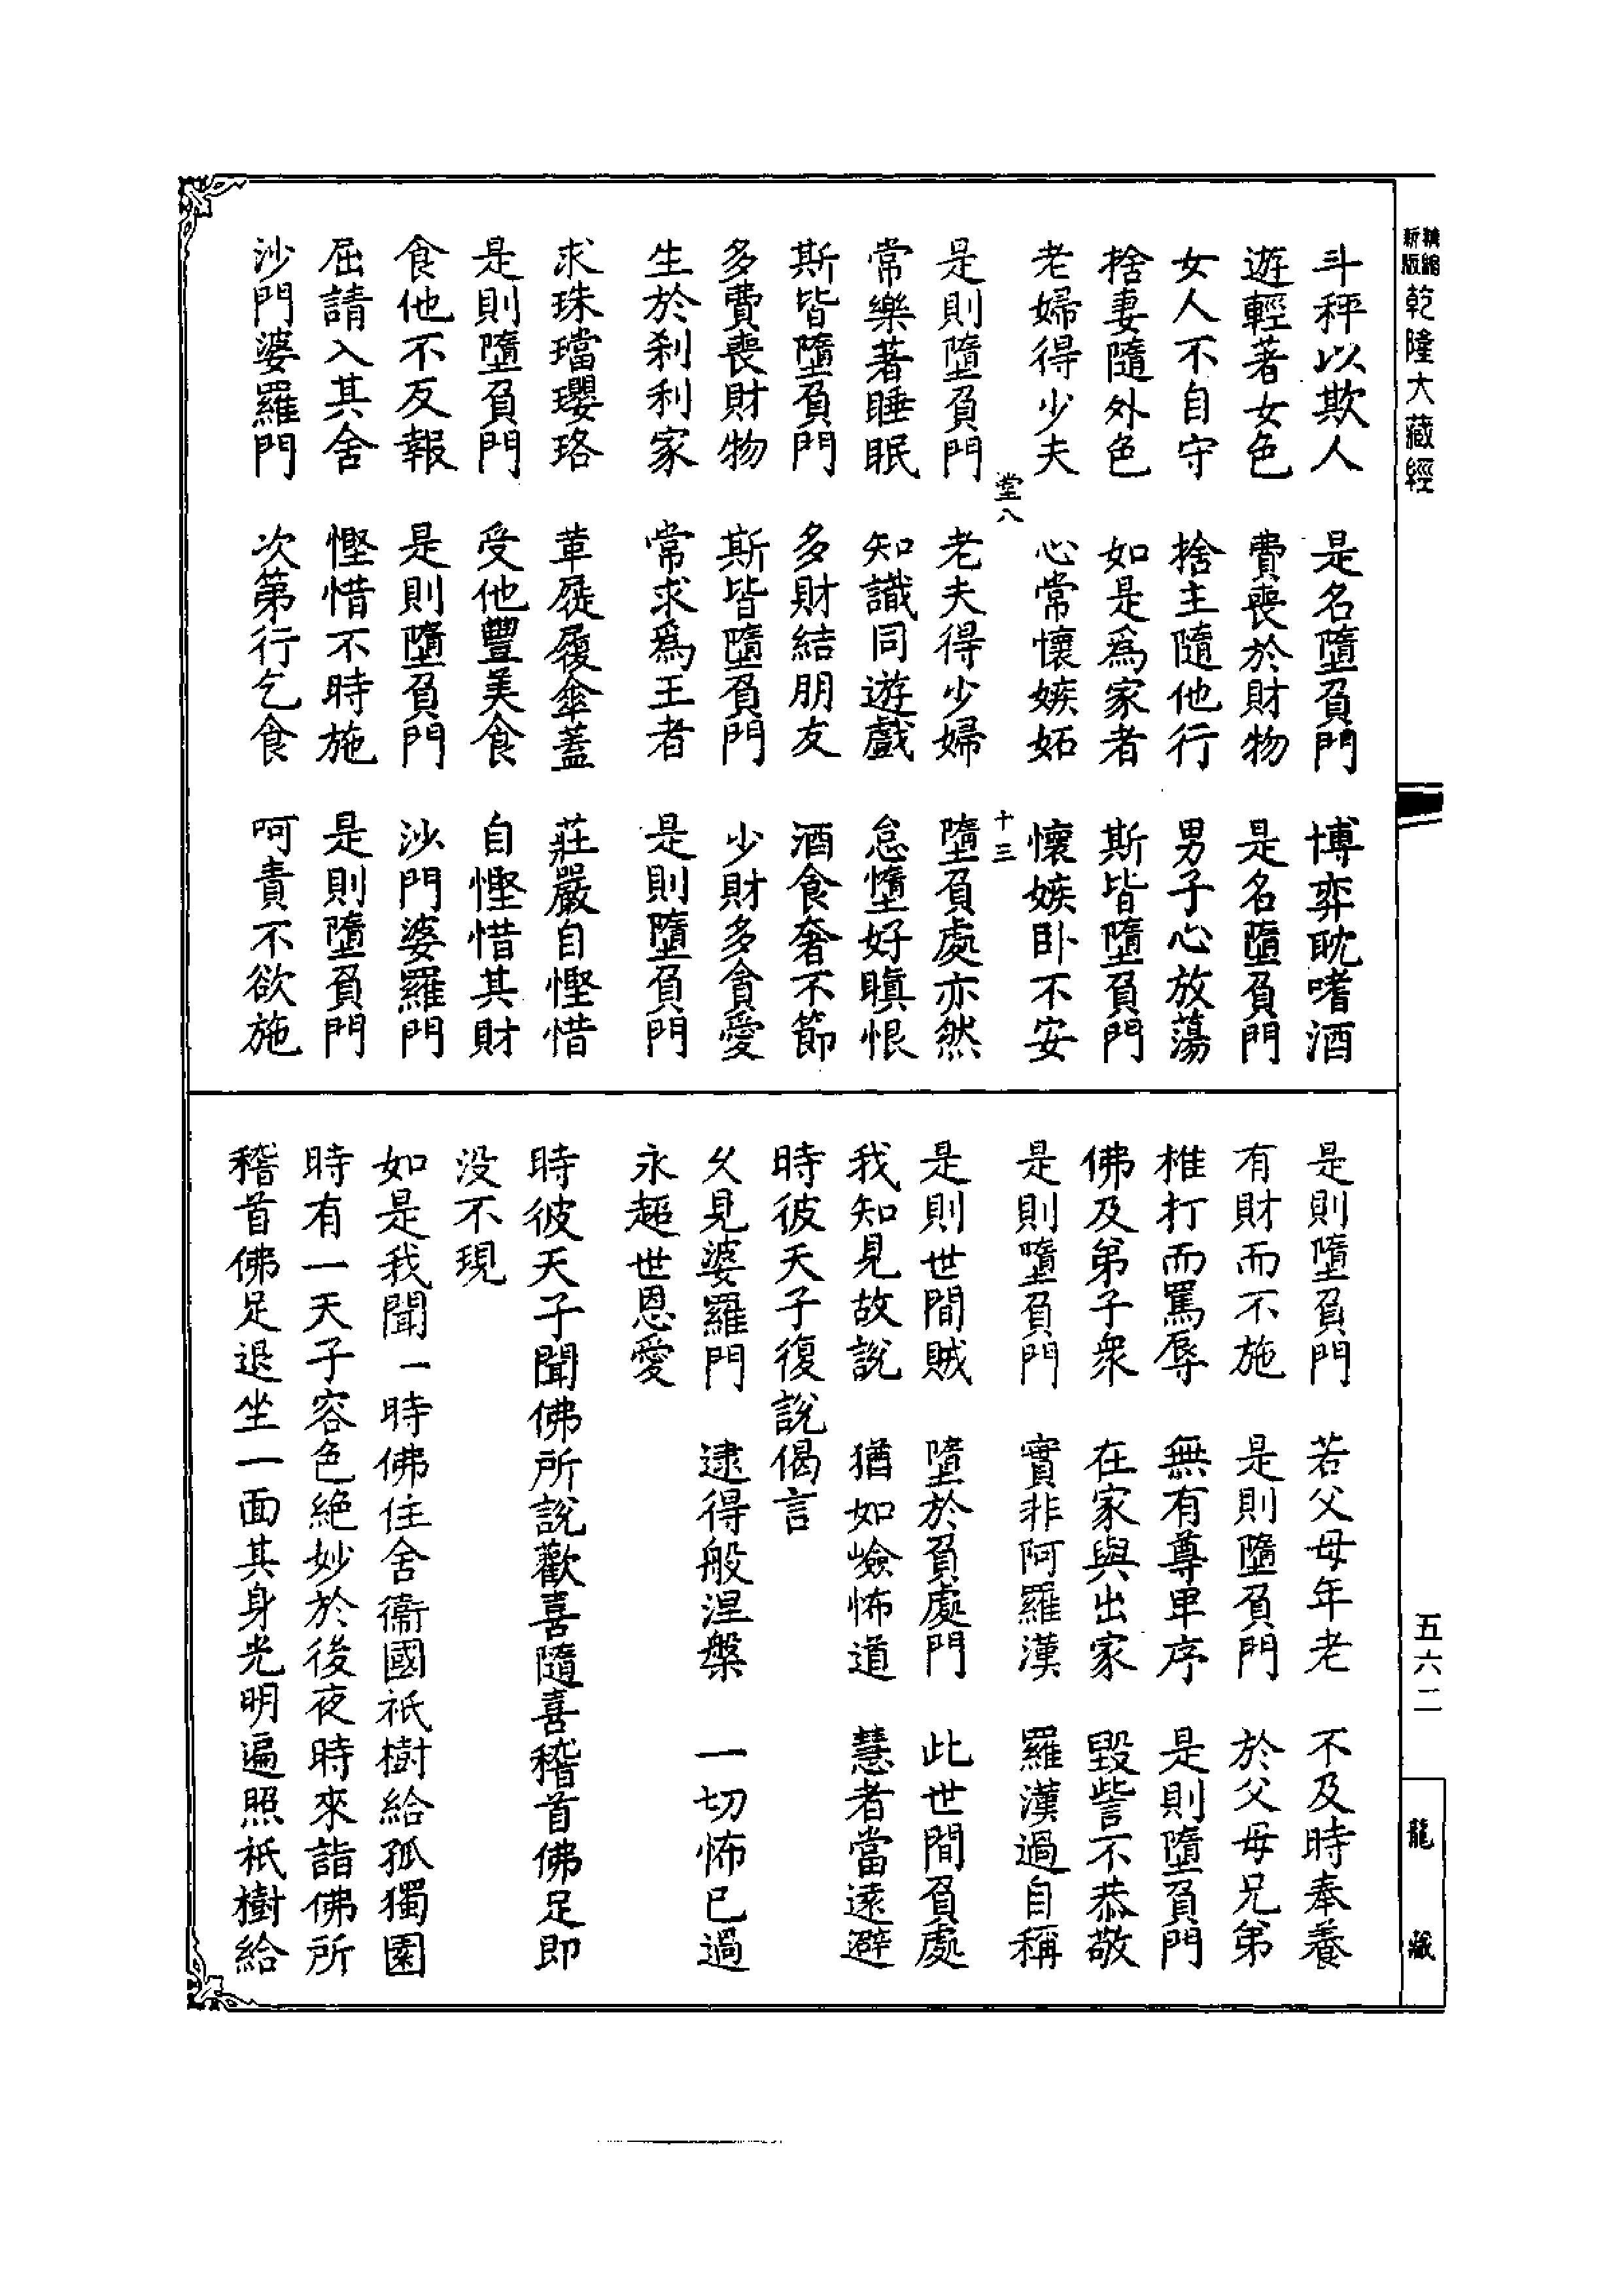 新版
精縮
乾隆大藏經
斗秤以欺人　是名墮負門　博弈耽嗜酒
遊輕著女色　費喪於財物　是名墮負門
女人不自守　捨主隨他行　男子心放蕩
捨妻隨外色　如是爲家者　斯皆墮負門
老婦得少夫　心常懷嫉妬　懷嫉卧不安
堂八　十三
是則墮負門　老夫得少婦　墮負處亦然
常樂著睡眠　知識同遊戲　怠惰好瞋恨
斯皆墮負門　多財結朋友　酒食奢不節
多費喪財物　斯皆墮負門　少財多貪愛
生於刹利家　常求爲王者　是則墮負門
求珠璫瓔珞　革屣履傘蓋　莊嚴自慳惜
是則墮負門　受他豐美食　自慳惜其財
食他不反報　是則墮負門　沙門婆羅門
屈請入其舍　慳惜不時施　是則墮負門
沙門婆羅門　次第行乞食　呵責不欲施
是則墮負門　若父母年老　不及時奉養
有財而不施　是則墮負門　於父母兄弟
椎打而罵辱　無有尊卑序　是則墮負門
佛及弟子衆　在家與出家　毀訾不恭敬
是則墮負門　實非阿羅漢　羅漢過自稱
是則世間賊　墮於負處門　此世間負處
我知見故說　猶如嶮怖道　慧者當遠避
時彼天子復說偈言
乆見婆羅門　逮得般涅槃　一切怖已過
永超世恩愛
時彼天子聞佛所說歡喜隨喜稽首佛足即
没不現
如是我聞一時佛住舍衞國祇樹給孤獨園
時有一天子容色絶妙於後夜時來詣佛所
稽首佛足退坐一面其身光明遍照祇樹給
五六二
龍藏